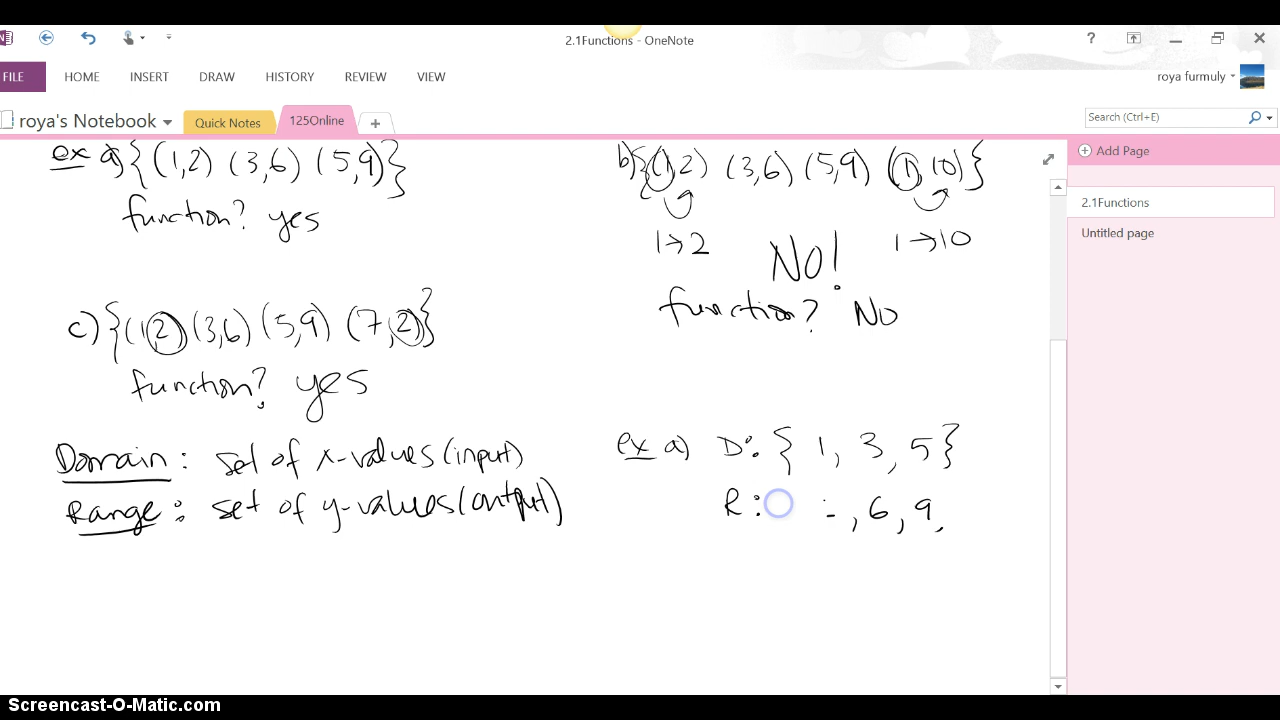 2.1Functions - OneNote
?
FILE HOME INSERT DRAW HISTORY REVIEW VIEW
roya furmuly
roya's Notebook Quick Notes 125Online +
Search (Ctrl+E)
Add Page
2.1Functions
Untitled page
ex a) {(1,2) (3,6) (5,9)}
function? yes
b) {(1,2) (3,6) (5,9) (1,10)}
1→2 1→10
No!
function? No
c) {(1,2) (3,6) (5,9) (7,2)}
function? yes
Domain: set of x-values (input)
Range: set of y-values (output)
ex a) D: { 1, 3, 5}
R: , 6, 9,
Screencast-O-Matic.com